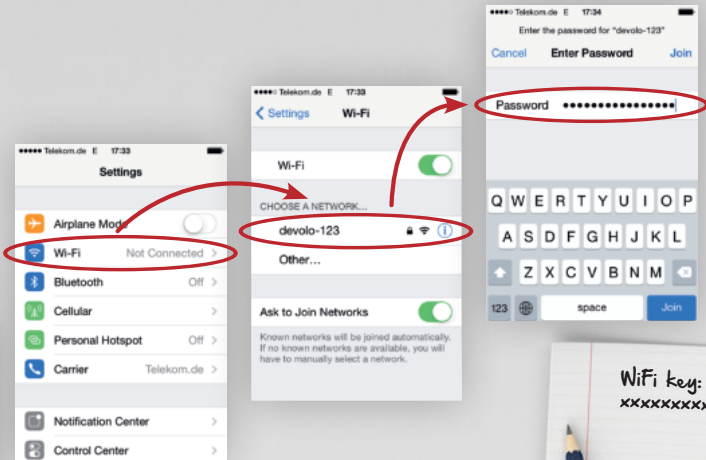 ●●●●● Telekom.de E 17:33
Settings
Airplane Mode
Wi-Fi Not Connected >
Bluetooth Off >
Cellular >
Personal Hotspot Off >
Carrier Telekom.de >
Notification Center >
Control Center >
●●●●○ Telekom.de E 17:33
< Settings Wi-Fi
Wi-Fi
CHOOSE A NETWORK...
devolo-123
Other...
Ask to Join Networks
Known networks will be joined automatically.
If no known networks are available, you will
have to manually select a network.
●●●●○ Telekom.de E 17:34
Enter the password for "devolo-123"
Cancel Enter Password Join
Password ●●●●●●●●●●●●●●●●
Q W E R T Y U I O P
A S D F G H J K L
Z X C V B N M
123 space Join
WiFi key:
xxxxxxxxx